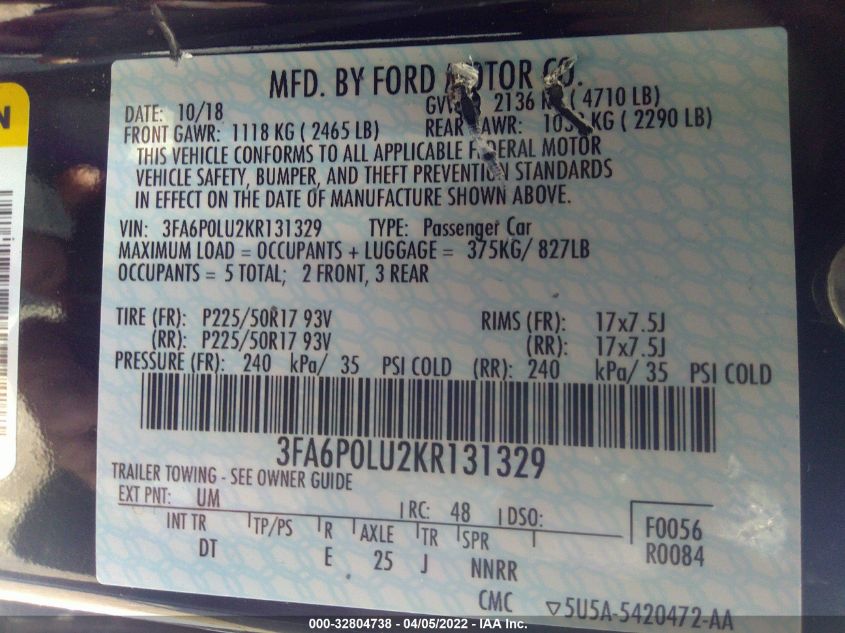 MFD. BY FORD MOTOR CO.
DATE: 10/18 2136 ( 4710 LB)
FRONT GAWR: 1118 KG ( 2465 LB) REAR GAWR: KG ( 2290 LB)
THIS VEHICLE CONFORMS TO ALL APPLICABLE FEDERAL MOTOR
VEHICLE SAFETY, BUMPER, AND THEFT PREVENTION STANDARDS
IN EFFECT ON THE DATE OF MANUFACTURE SHOWN ABOVE.
VIN: 3FA6P0LU2KR131329 TYPE: Passenger Car
MAXIMUM LOAD = OCCUPANTS + LUGGAGE = 375KG/ 827LB
OCCUPANTS = 5 TOTAL; 2 FRONT, 3 REAR
TIRE (FR): P225/50R17 93V RIMS (FR): 17x7.5J
(RR): P225/50R17 93V (RR): 17x7.5J
PRESSURE (FR): 240 kPa/ 35 PSI COLD (RR): 240 kPa/ 35 PSI COLD
3FA6P0LU2KR131329
TRAILER TOWING - SEE OWNER GUIDE
EXT PNT: UM RC: 48 DSO: F0056
INT TR TP/PS R AXLE TR SPR R0084
DT E 25 J NNRR
CMC ▽5U5A-5420472-AA
000-32804738 - 04/05/2022 - IAA Inc.